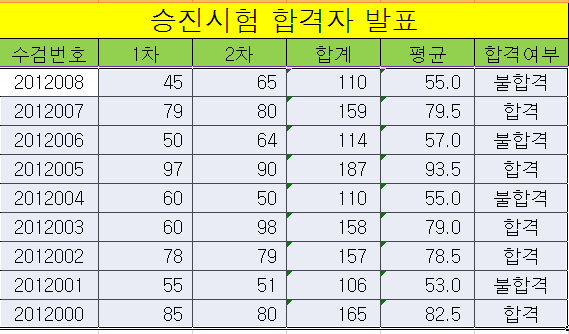 승진시험 합격자 발표
수검번호 1차 2차 합계 평균 합격여부
2012008 45 65 110 55.0 불합격
2012007 79 80 159 79.5 합격
2012006 50 64 114 57.0 불합격
2012005 97 90 187 93.5 합격
2012004 60 50 110 55.0 불합격
2012003 60 98 158 79.0 합격
2012002 78 79 157 78.5 합격
2012001 55 51 106 53.0 불합격
2012000 85 80 165 82.5 합격